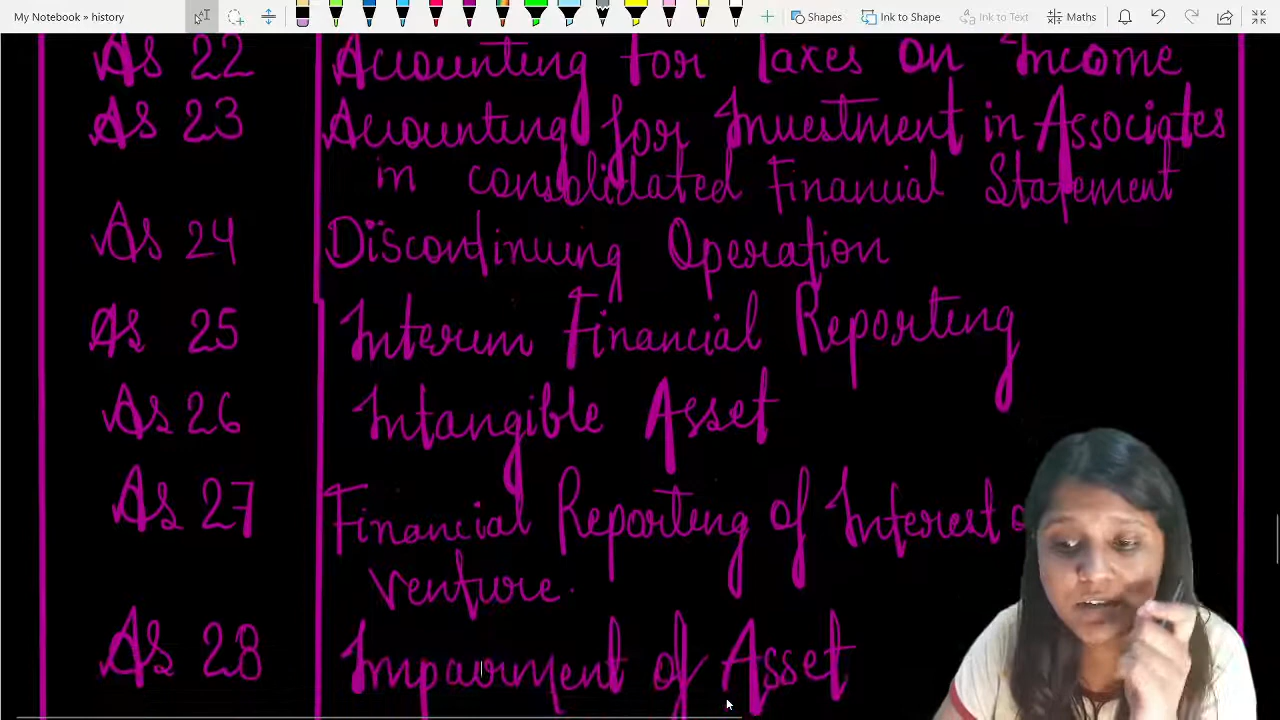 My Notebook » history
Shapes Ink to Shape Ink to Text Maths
AS 22 Accounting for Taxes on Income
AS 23 Accounting for Investment in Associates
in consolidated Financial Statement
AS 24 Discontinuing Operation
AS 25 Interim Financial Reporting
AS 26 Intangible Asset
AS 27 Financial Reporting of Interest
venture.
AS 28 Impairment of Asset